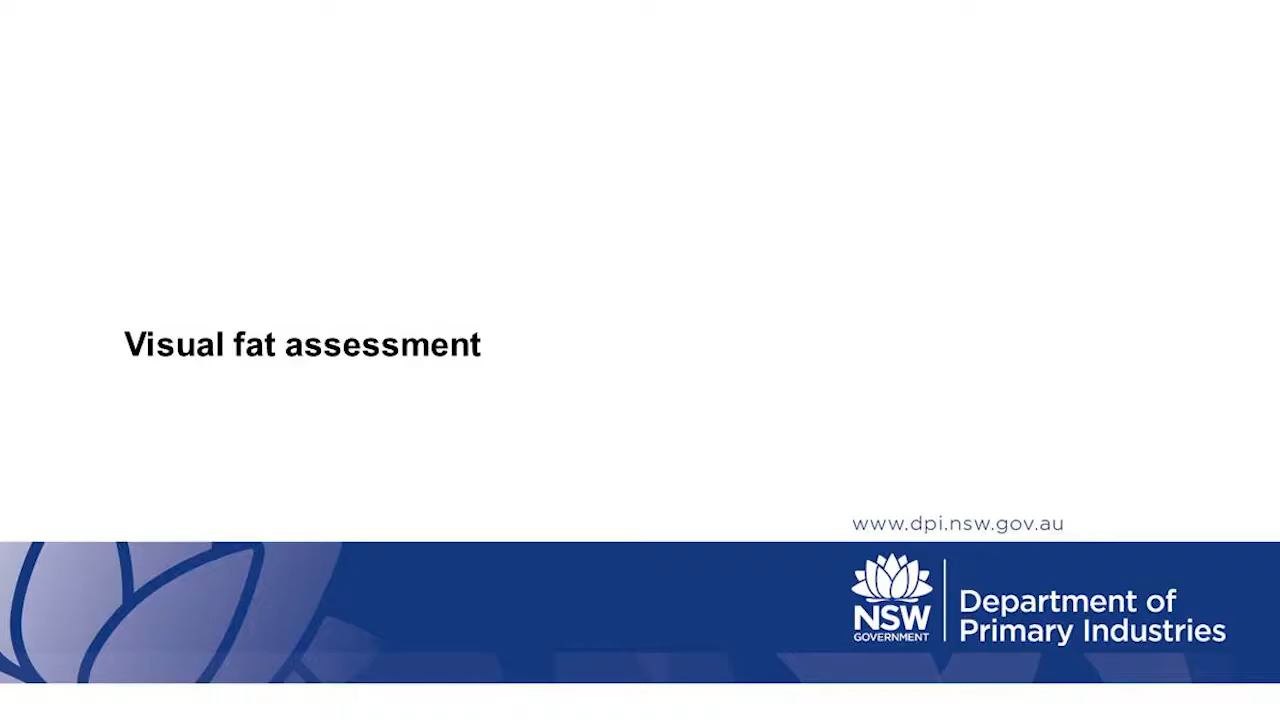 Visual fat assessment
www.dpi.nsw.gov.au
NSW
GOVERNMENT
Department of
Primary Industries